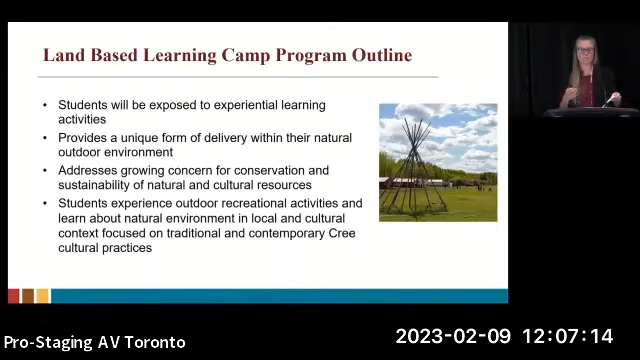 Land Based Learning Camp Program Outline
• Students will be exposed to experiential learning
activities
• Provides a unique form of delivery within their natural
outdoor environment
• Addresses growing concern for conservation and
sustainability of natural and cultural resources
• Students experience outdoor recreational activities and
learn about natural environment in local and cultural
context focused on traditional and contemporary Cree
cultural practices
Pro-Staging AV Toronto
2023-02-09 12:07:14